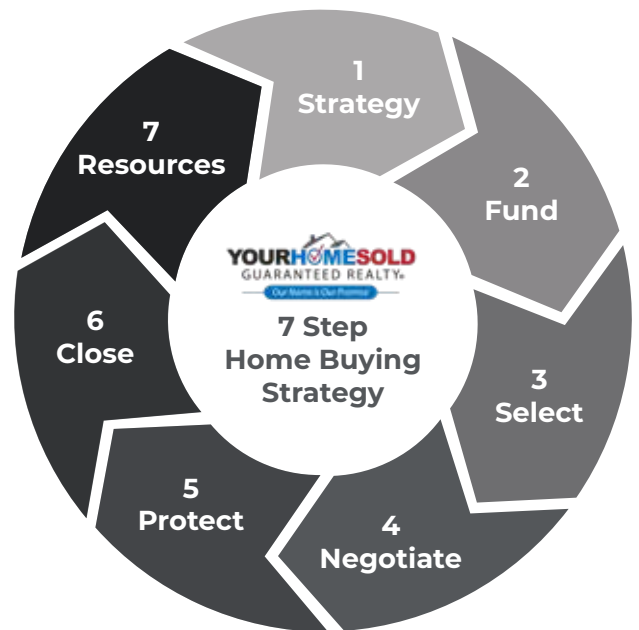 1
Strategy
2
Fund
3
Select
4
Negotiate
5
Protect
6
Close
7
Resources
YOURHOMESOLD
GUARANTEED REALTY
Our Name is Our Promise
7 Step
Home Buying
Strategy